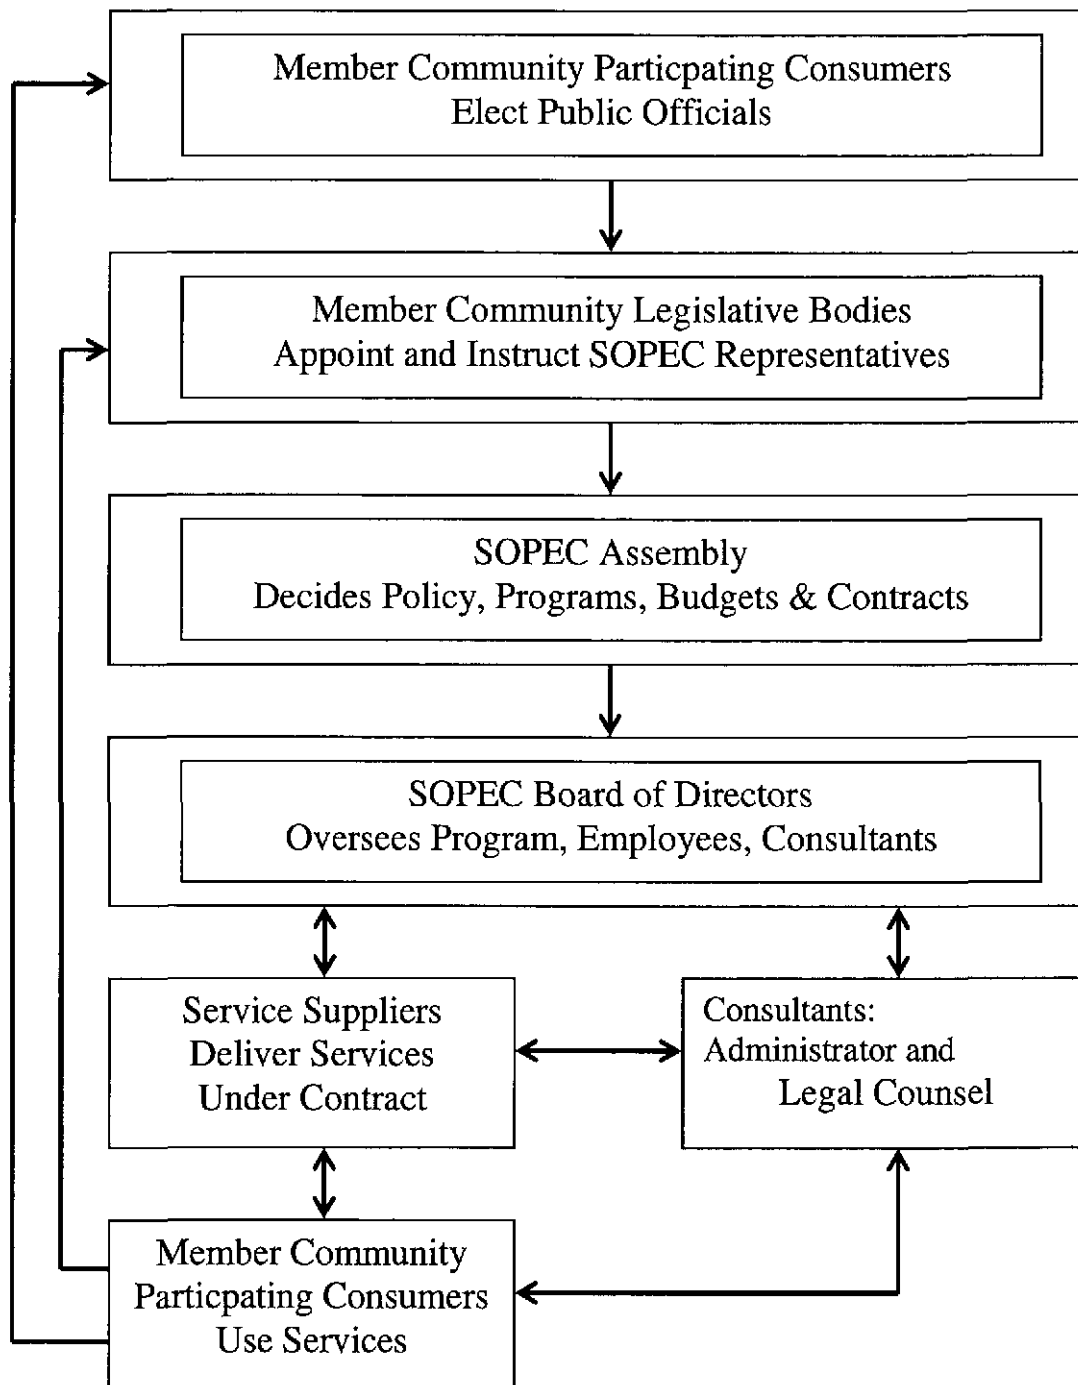 Member Community Particpating Consumers
Elect Public Officials
Member Community Legislative Bodies
Appoint and Instruct SOPEC Representatives
SOPEC Assembly
Decides Policy, Programs, Budgets & Contracts
SOPEC Board of Directors
Oversees Program, Employees, Consultants
Service Suppliers
Deliver Services
Under Contract
Consultants:
Administrator and
Legal Counsel
Member Community
Particpating Consumers
Use Services